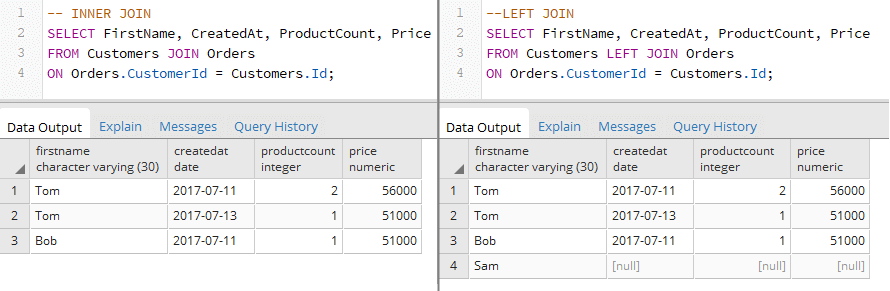 1 -- INNER JOIN
2 SELECT FirstName, CreatedAt, ProductCount, Price
3 FROM Customers JOIN Orders
4 ON Orders.CustomerId = Customers.Id;
Data Output Explain Messages Query History
firstname createdat productcount price
character varying (30) date integer numeric
1 Tom 2017-07-11 2 56000
2 Tom 2017-07-13 1 51000
3 Bob 2017-07-11 1 51000
1 --LEFT JOIN
2 SELECT FirstName, CreatedAt, ProductCount, Price
3 FROM Customers LEFT JOIN Orders
4 ON Orders.CustomerId = Customers.Id;
Data Output Explain Messages Query History
firstname createdat productcount price
character varying (30) date integer numeric
1 Tom 2017-07-11 2 56000
2 Tom 2017-07-13 1 51000
3 Bob 2017-07-11 1 51000
4 Sam [null] [null] [null]